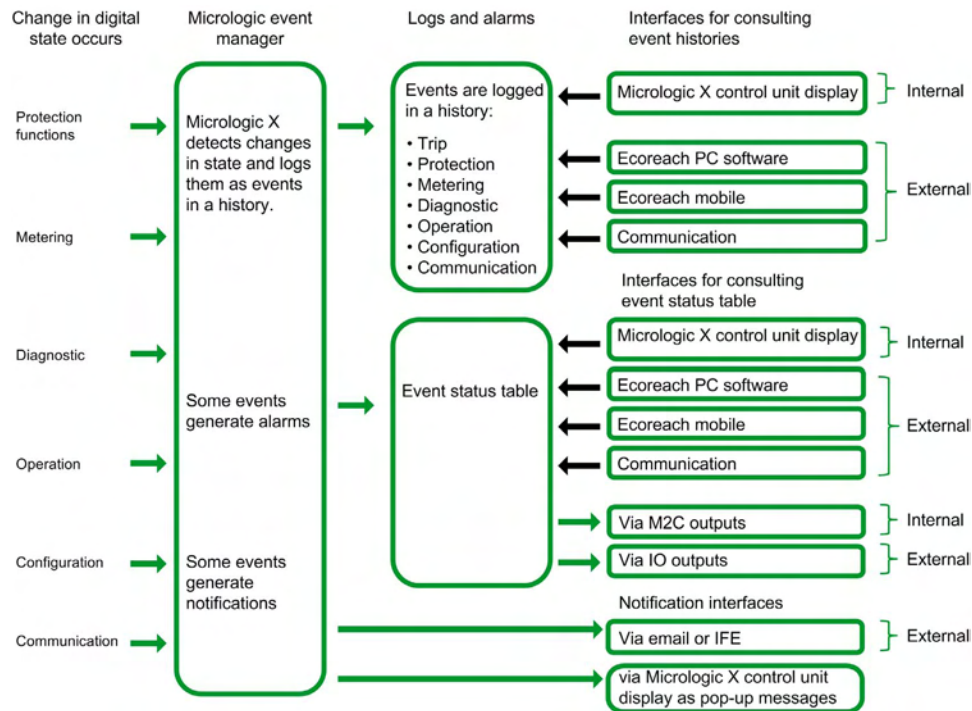 Change in digital
state occurs
Micrologic event
manager
Logs and alarms
Interfaces for consulting
event histories
Protection
functions
Metering
Diagnostic
Operation
Configuration
Communication
Micrologic X
detects changes
in state and logs
them as events
in a history.
Some events
generate alarms
Some events
generate
notifications
Events are logged
in a history:
• Trip
• Protection
• Metering
• Diagnostic
• Operation
• Configuration
• Communication
Event status table
Micrologic X control unit display
Internal
Ecoreach PC software
Ecoreach mobile
Communication
Externall
Interfaces for consulting
event status table
Micrologic X control unit display
Internal
Ecoreach PC software
Ecoreach mobile
Communication
Externall
Via M2C outputs
Internal
Via IO outputs
Externall
Notification interfaces
Via email or IFE
Externall
via Micrologic X control unit
display as pop-up messages